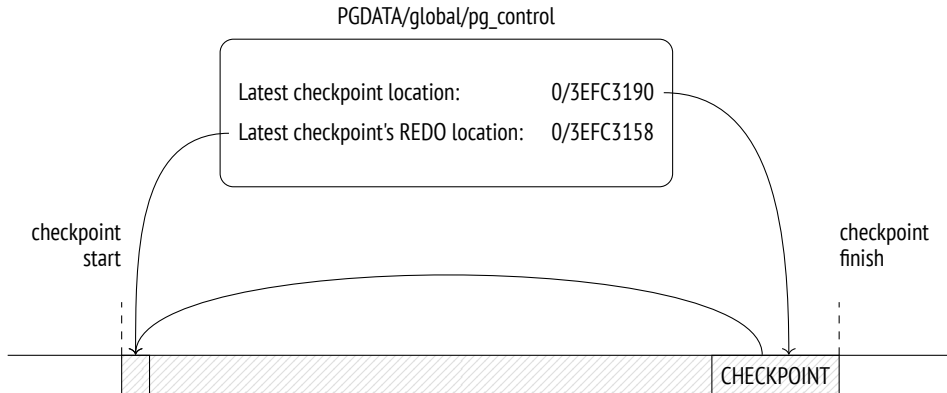 PGDATA/global/pg_control
Latest checkpoint location: 0/3EFC3190
Latest checkpoint's REDO location: 0/3EFC3158
checkpoint
start
checkpoint
finish
CHECKPOINT